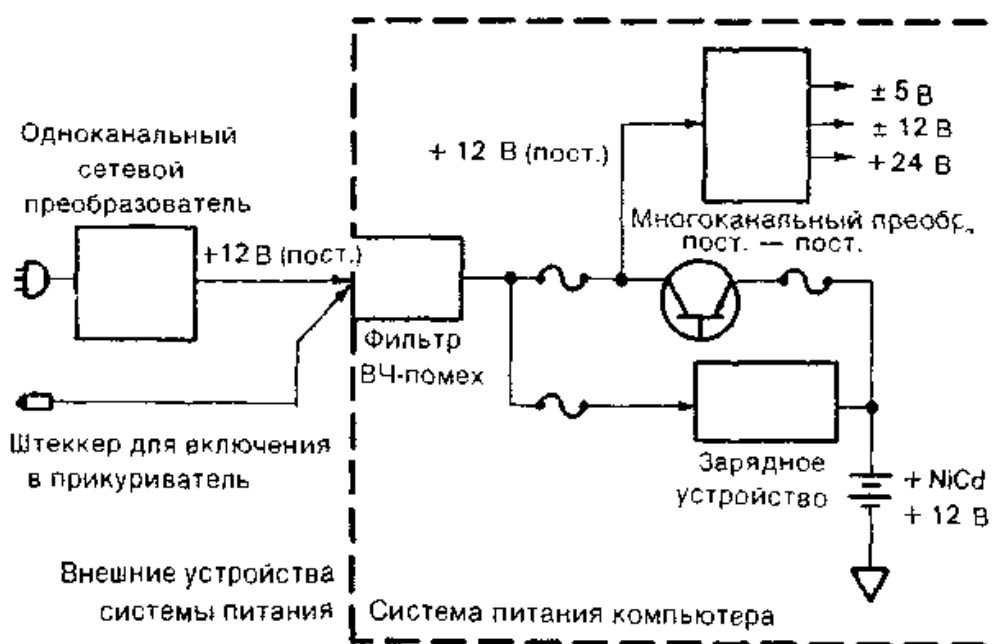 Одноканальный
сетевой
преобразователь
+12 В (пост.)
Штеккер для включения
в прикуриватель
Внешние устройства
системы питания
+ 12 В (пост.)
± 5 В
± 12 В
+24 В
Многоканальный преобр.
пост. — пост.
Фильтр
ВЧ-помех
Зарядное
устройство
+ NiCd
+ 12 В
Система питания компьютера